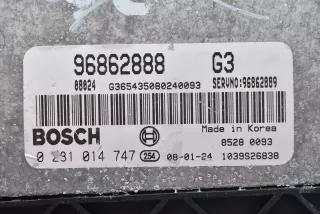 96862888 G3
08024 G365435080240093 SERVNO:96862889
BOSCH Made in Korea
8528 0093
0 231 014 747 254 08-01-24 1039S26838